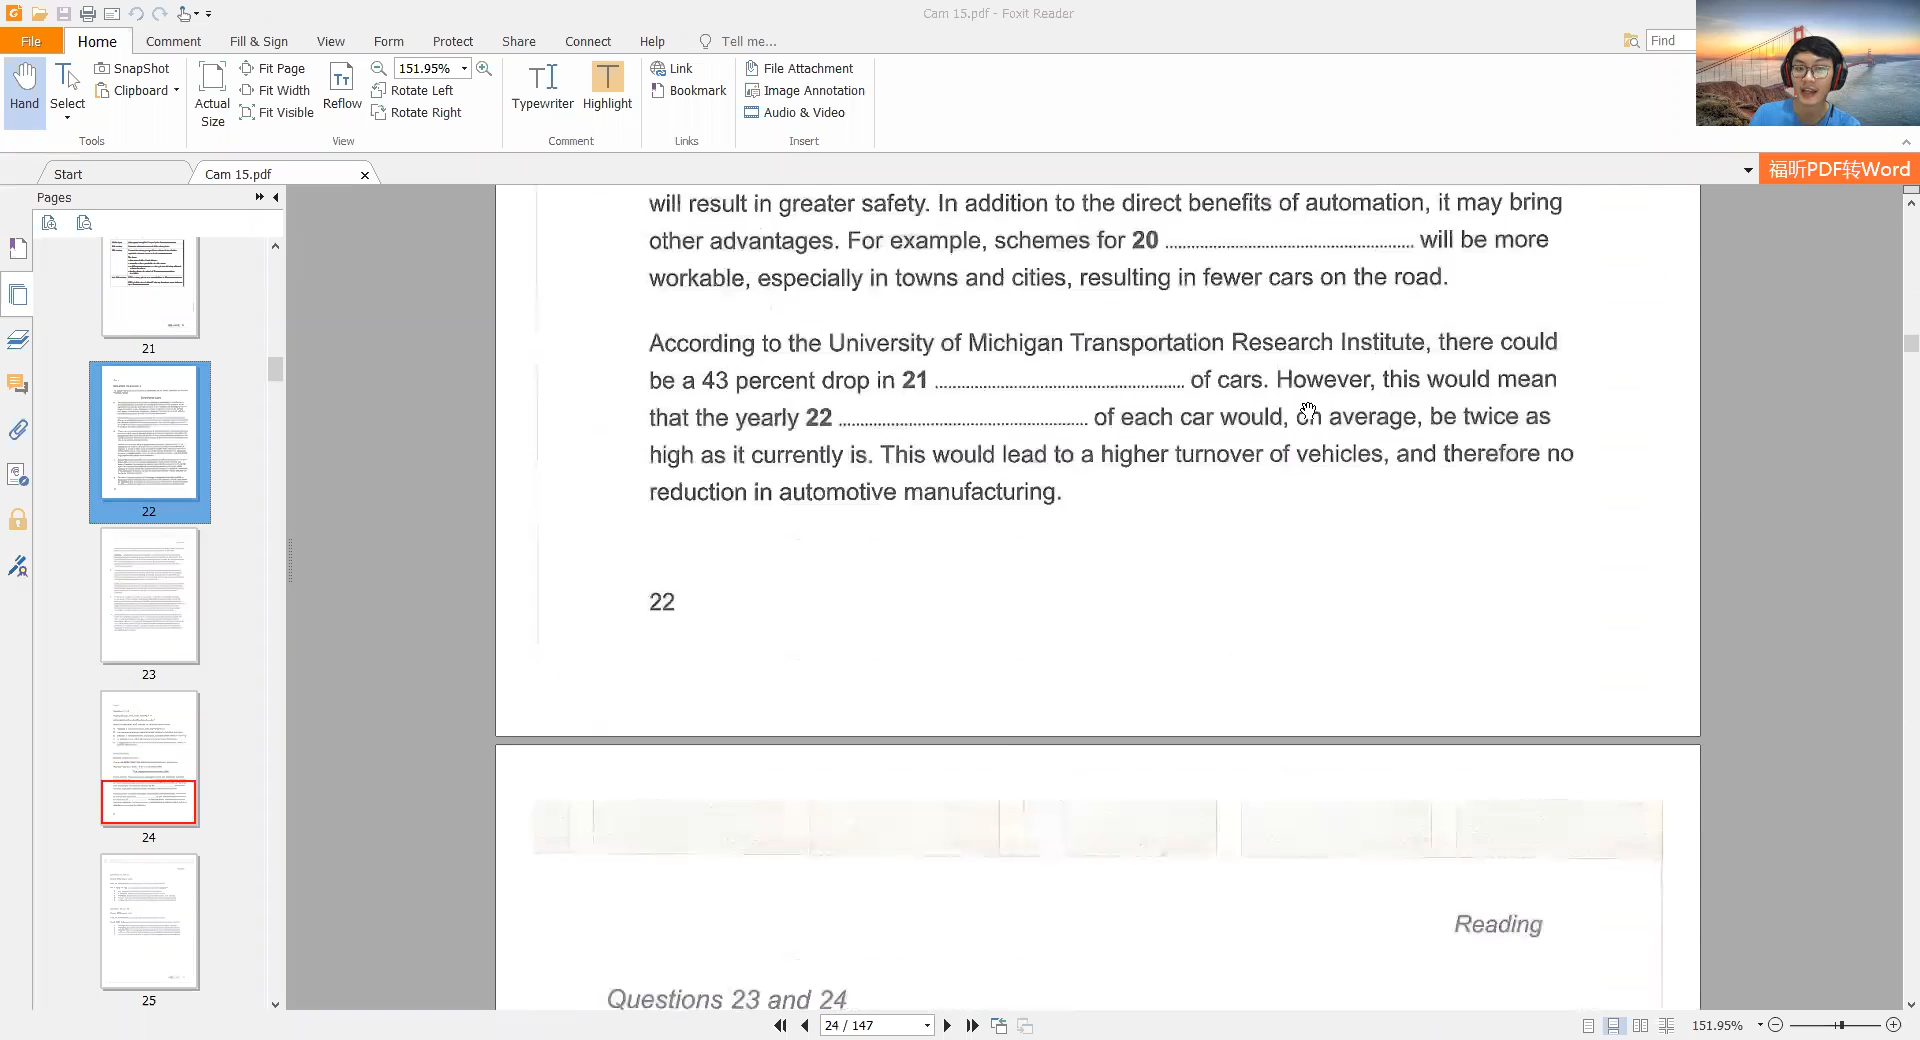 Cam 15.pdf - Foxit Reader
File Home Comment Fill & Sign View Form Protect Share Connect Help Tell me... Find
Hand
Select
SnapShot
Clipboard
Tools
Actual Size
Fit Page
Fit Width
Fit Visible
Reflow
151.95%
Rotate Left
Rotate Right
View
Typewriter
Highlight
Comment
Link
Bookmark
Links
File Attachment
Image Annotation
Audio & Video
Insert
Start
Cam 15.pdf
福昕PDF转Word
Pages
21
22
23
24
25
will result in greater safety. In addition to the direct benefits of automation, it may bring
other advantages. For example, schemes for 20 ........................................ will be more
workable, especially in towns and cities, resulting in fewer cars on the road.
According to the University of Michigan Transportation Research Institute, there could
be a 43 percent drop in 21 ........................................ of cars. However, this would mean
that the yearly 22 ........................................ of each car would, on average, be twice as
high as it currently is. This would lead to a higher turnover of vehicles, and therefore no
reduction in automotive manufacturing.
22
Reading
Questions 23 and 24
24 / 147
151.95%